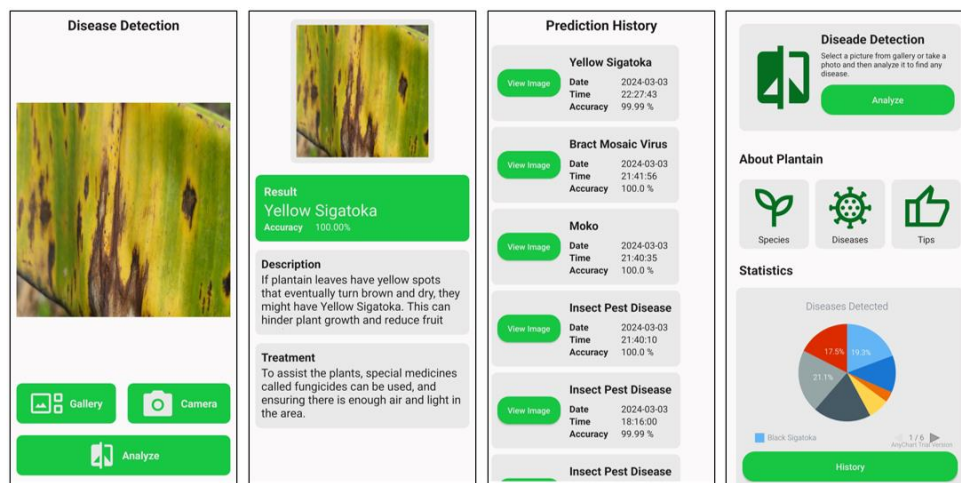 Disease Detection
Gallery
Camera
Analyze
Result
Yellow Sigatoka
Accuracy 100.00%
Description
If plantain leaves have yellow spots
that eventually turn brown and dry, they
might have Yellow Sigatoka. This can
hinder plant growth and reduce fruit
Treatment
To assist the plants, special medicines
called fungicides can be used, and
ensuring there is enough air and light in
the area.
Prediction History
Yellow Sigatoka
View Image
Date 2024-03-03
Time 22:27:43
Accuracy 99.99 %
Bract Mosaic Virus
View Image
Date 2024-03-03
Time 21:41:56
Accuracy 100.0 %
Moko
View Image
Date 2024-03-03
Time 21:40:35
Accuracy 100.0 %
Insect Pest Disease
View Image
Date 2024-03-03
Time 21:40:10
Accuracy 100.0 %
Insect Pest Disease
View Image
Date 2024-03-03
Time 18:16:00
Accuracy 99.99 %
Insect Pest Disease
Diseade Detection
Select a picture from gallery or take a
photo and then analyze it to find any
disease.
Analyze
About Plantain
Species
Diseases
Tips
Statistics
Diseases Detected
17.5%
19.3%
21.1%
Black Sigatoka
1 / 6
AnyChart Trial Version
History